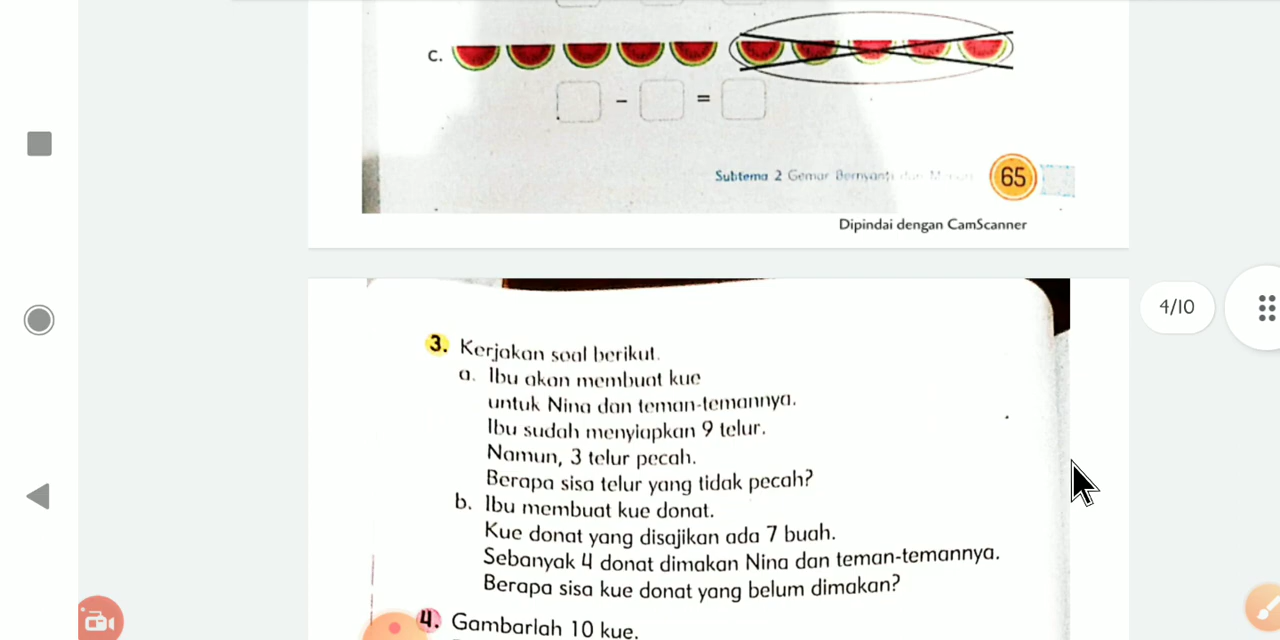 c.
- =
Subtema 2 Gemar Bernyanyi dan Menari
65
Dipindai dengan CamScanner
4/10
3. Kerjakan soal berikut.
a. Ibu akan membuat kue
untuk Nina dan teman-temannya.
Ibu sudah menyiapkan 9 telur.
Namun, 3 telur pecah.
Berapa sisa telur yang tidak pecah?
b. Ibu membuat kue donat.
Kue donat yang disajikan ada 7 buah.
Sebanyak 4 donat dimakan Nina dan teman-temannya.
Berapa sisa kue donat yang belum dimakan?
4. Gambarlah 10 kue.